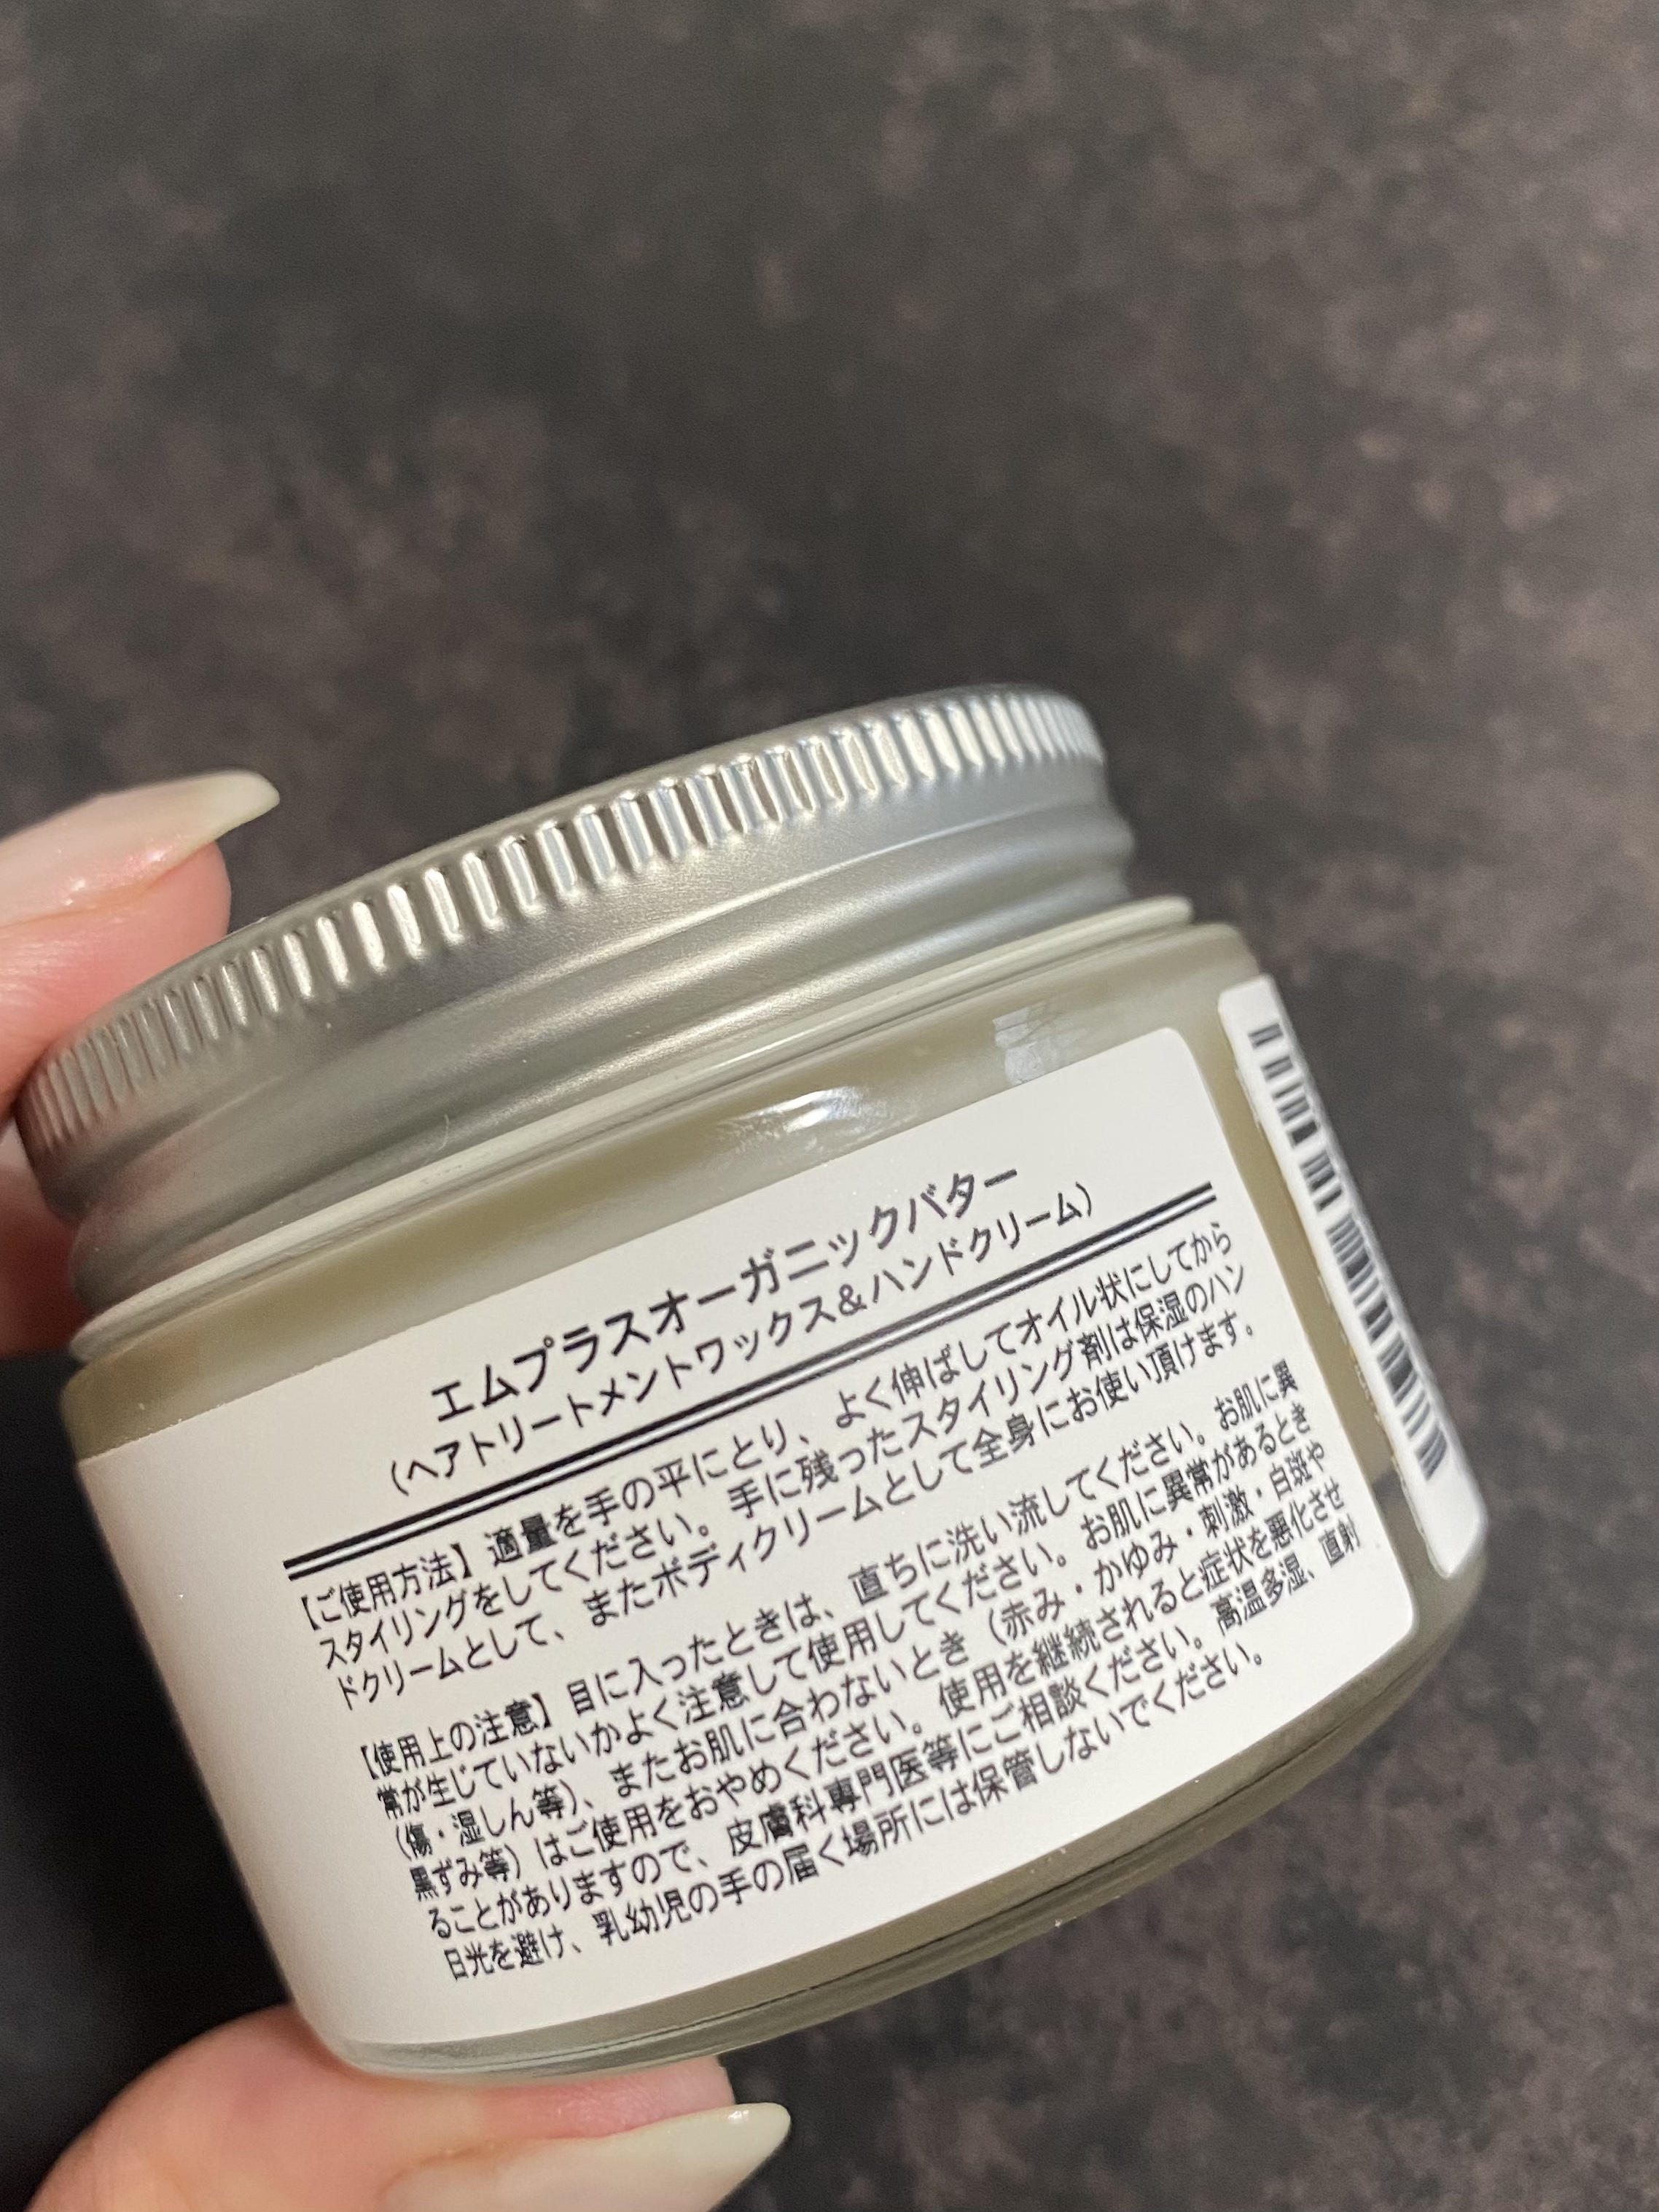 エムプラスオーガニックバター
（ヘアトリートメントワックス＆ハンドクリーム）
【ご使用方法】適量を手の平にとり、よく伸ばしてオイル状にしてから
スタイリングをしてください。手に残ったスタイリング剤は保湿のハン
ドクリームとして、またボディクリームとして全身にお使い頂けます。
【使用上の注意】目に入ったときは、直ちに洗い流してください。お肌に異
常が生じていないかよく注意して使用してください。お肌に異常があるとき
（傷・湿しん等）、またお肌に合わないとき（赤み・かゆみ・刺激・白斑や
黒ずみ等）はご使用をおやめください。使用を継続されると症状を悪化させ
ることがありますので、皮膚科専門医等にご相談ください。高温多湿、直射
日光を避け、乳幼児の手の届く場所には保管しないでください。